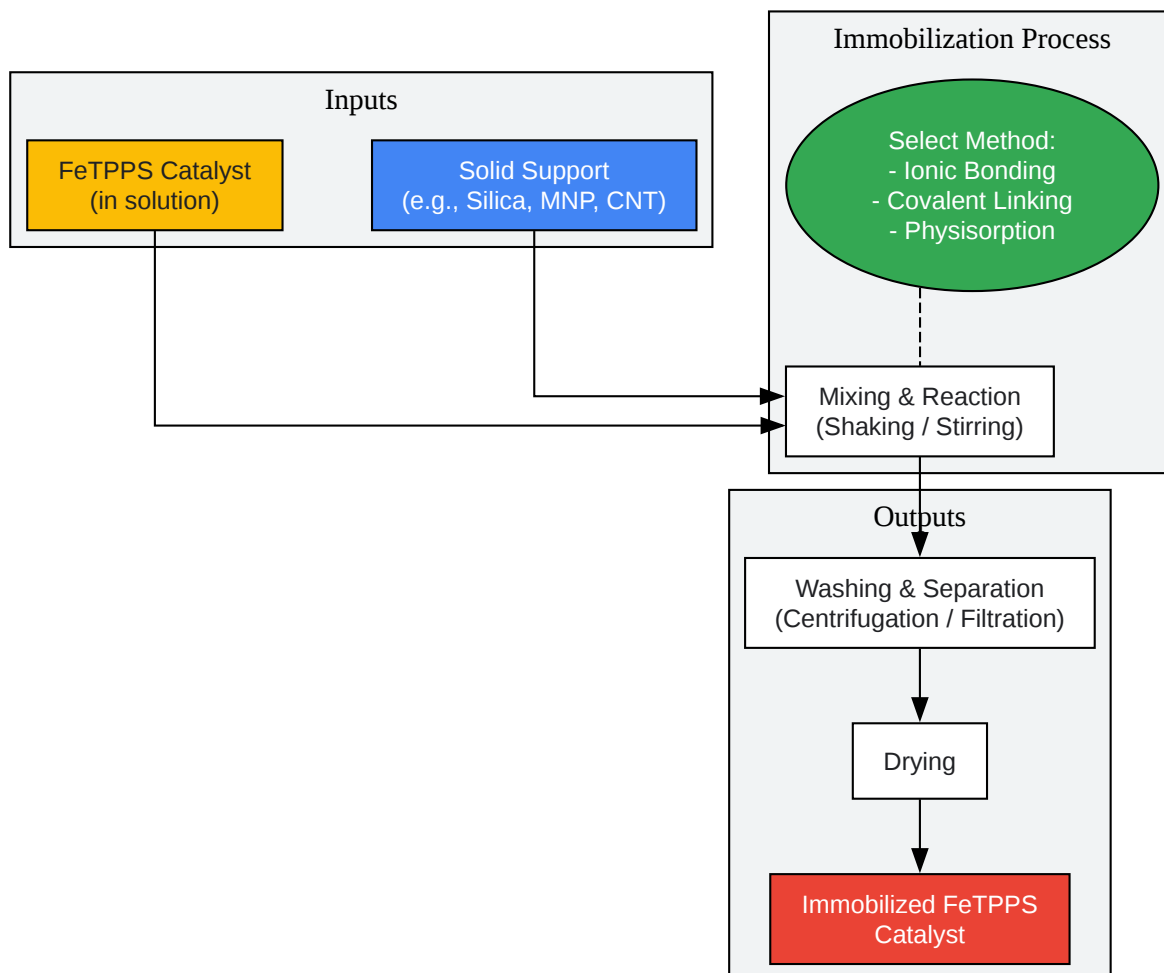 Immobilization Process
Inputs
FeTPPS Catalyst
(in solution)
Solid Support
(e.g., Silica, MNP, CNT)
Select Method:
- Ionic Bonding
- Covalent Linking
- Physisorption
Mixing & Reaction
(Shaking / Stirring)
Outputs
Washing & Separation
(Centrifugation / Filtration)
Drying
Immobilized FeTPPS
Catalyst